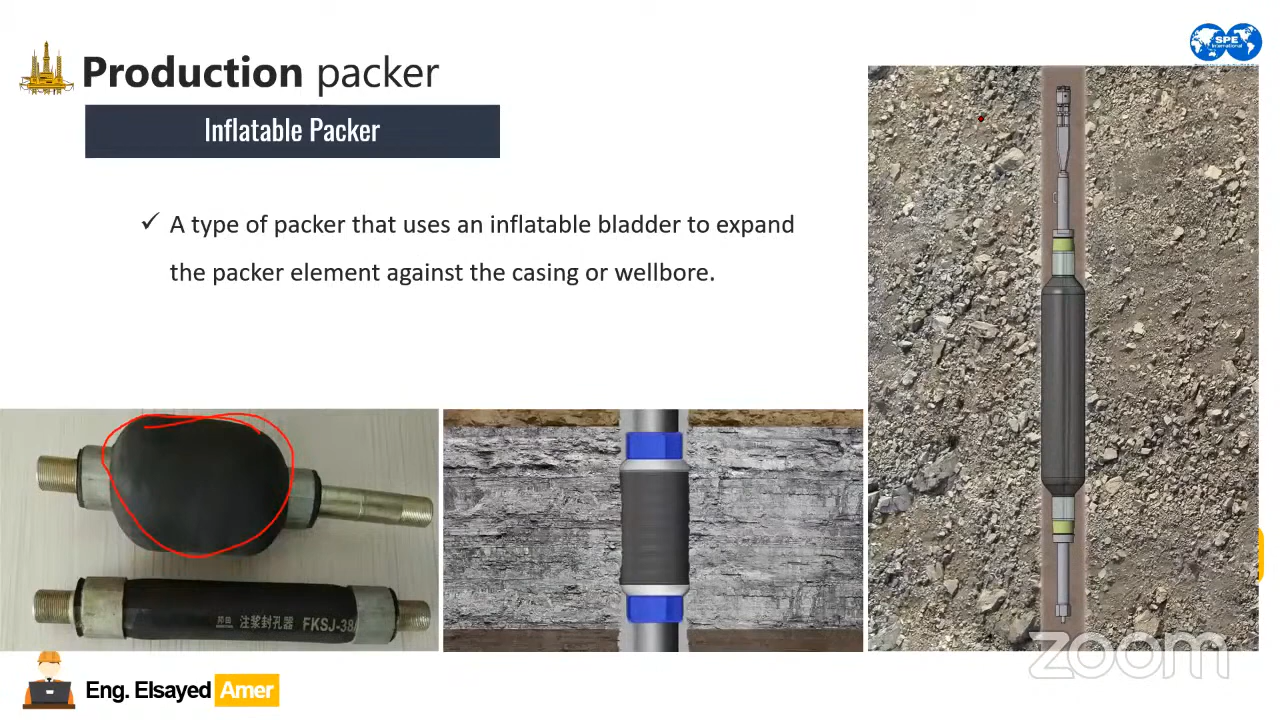 Production packer
SPE
International
Inflatable Packer
✓ A type of packer that uses an inflatable bladder to expand
the packer element against the casing or wellbore.
注浆封孔器 FKSJ-38
zoom
Eng. Elsayed Amer